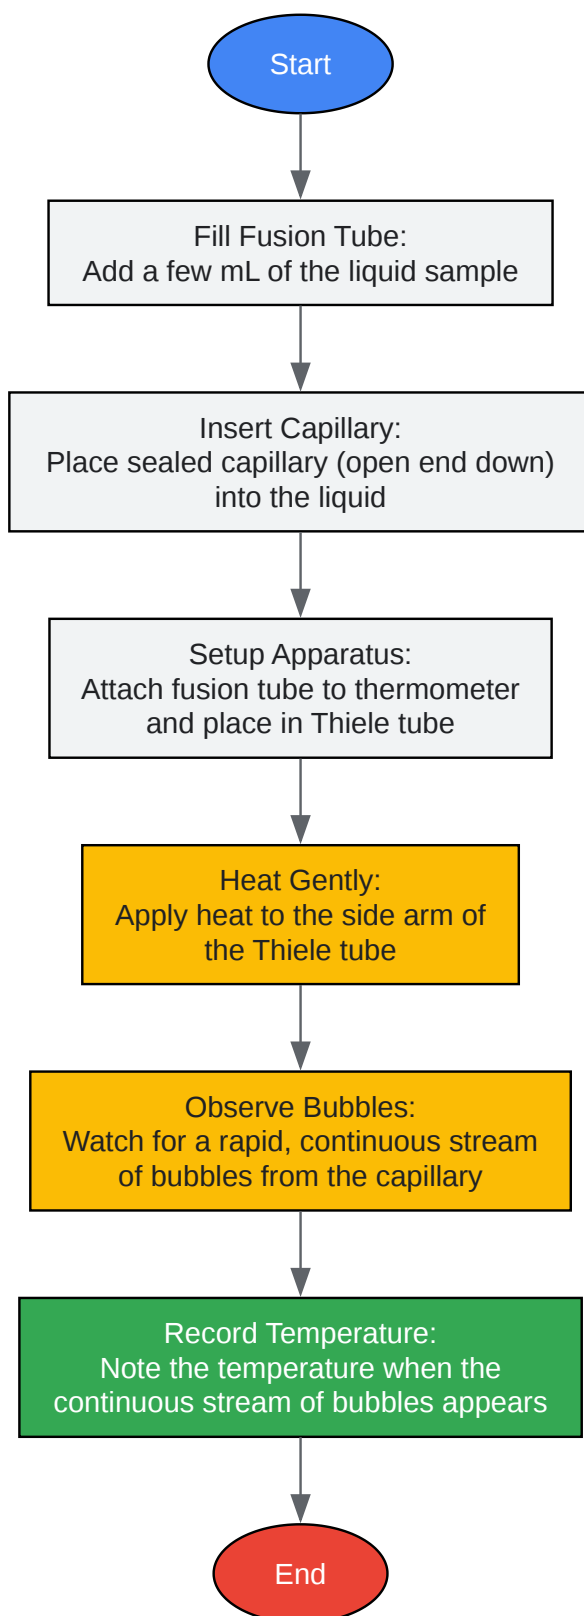 Start
Fill Fusion Tube:
Add a few mL of the liquid sample
Insert Capillary:
Place sealed capillary (open end down)
into the liquid
Setup Apparatus:
Attach fusion tube to thermometer
and place in Thiele tube
Heat Gently:
Apply heat to the side arm of
the Thiele tube
Observe Bubbles:
Watch for a rapid, continuous stream
of bubbles from the capillary
Record Temperature:
Note the temperature when the
continuous stream of bubbles appears
End